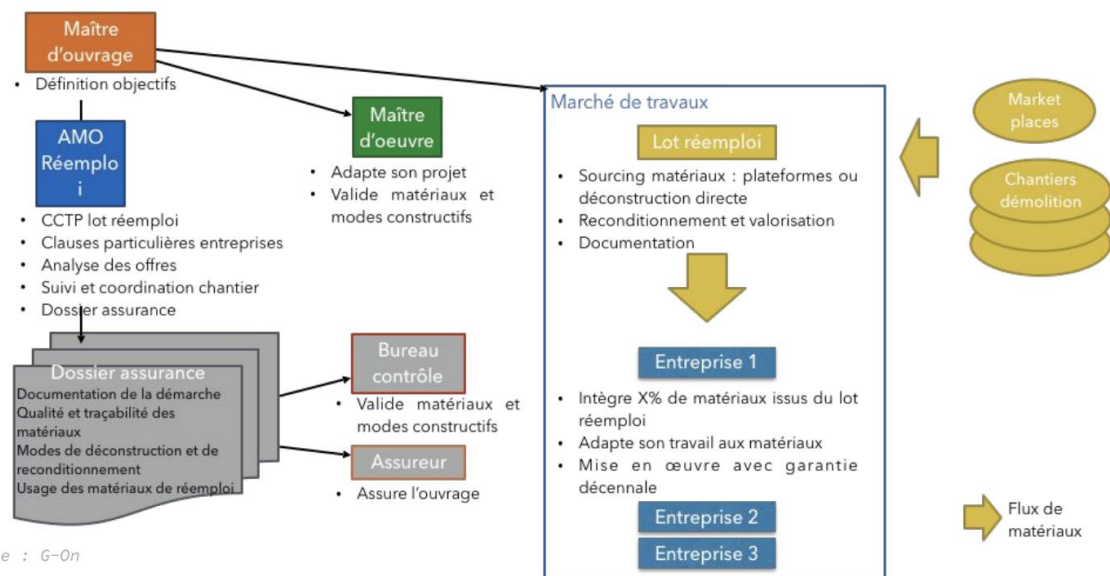 Maître
d'ouvrage
• Définition objectifs
AMO
Réemplo
i
• CCTP lot réemploi
• Clauses particulières entreprises
• Analyse des offres
• Suivi et coordination chantier
• Dossier assurance
Dossier assurance
Documentation de la démarche
Qualité et traçabilité des
matériaux
Modes de déconstruction et de
reconditionnement
Usage des matériaux de réemploi
Maître
d'oeuvre
• Adapte son projet
• Valide matériaux et
modes constructifs
Bureau
contrôle
• Valide matériaux et
modes constructifs
Assureur
• Assure l'ouvrage
Marché de travaux
Lot réemploi
• Sourcing matériaux : plateformes ou
déconstruction directe
• Reconditionnement et valorisation
• Documentation
Entreprise 1
• Intègre X% de matériaux issus du lot
réemploi
• Adapte son travail aux matériaux
• Mise en œuvre avec garantie
décennale
Entreprise 2
Entreprise 3
Market
places
Chantiers
démolition
Flux de
matériaux
e : G-On